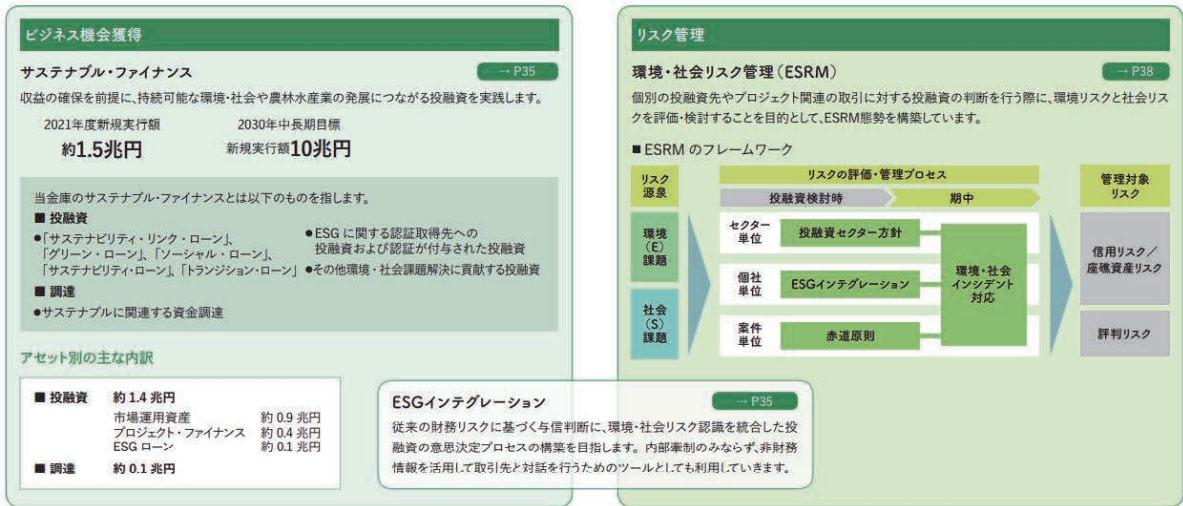 ビジネス機会獲得
サステナブル・ファイナンス
→ P35
収益の確保を前提に、持続可能な環境・社会や農林水産業の発展につながる投融資を実践します。
2021年度新規実行額
約1.5兆円
2030年中長期目標
新規実行額10兆円
当金庫のサステナブル・ファイナンスとは以下のものを指します。
■ 投融資
●「サステナビリティ・リンク・ローン」、
「グリーン・ローン」、「ソーシャル・ローン」、
「サステナビリティ・ローン」、「トランジション・ローン」
●ESG に関する認証取得先への
投融資および認証が付与された投融資
●その他環境・社会課題解決に貢献する投融資
■ 調達
●サステナブルに関連する資金調達
アセット別の主な内訳
■ 投融資 約 1.4 兆円
市場運用資産 約 0.9 兆円
プロジェクト・ファイナンス 約 0.4 兆円
ESG ローン 約 0.1 兆円
■ 調達 約 0.1 兆円
ESGインテグレーション
→ P35
従来の財務リスクに基づく与信判断に、環境・社会リスク認識を統合した投
融資の意思決定プロセスの構築を目指します。内部牽制のみならず、非財務
情報を活用して取引先と対話を行うためのツールとしても利用していきます。
リスク管理
環境・社会リスク管理（ESRM）
→ P38
個別の投融資先やプロジェクト関連の取引に対する投融資の判断を行う際に、環境リスクと社会リス
クを評価・検討することを目的として、ESRM態勢を構築しています。
■ ESRM のフレームワーク
リスク
源泉
リスクの評価・管理プロセス
投融資検討時
期中
管理対象
リスク
環境
（E）
課題
社会
（S）
課題
セクター
単位
投融資セクター方針
個社
単位
ESGインテグレーション
案件
単位
赤道原則
環境・社会
インシデント
対応
信用リスク／
座礁資産リスク
評判リスク